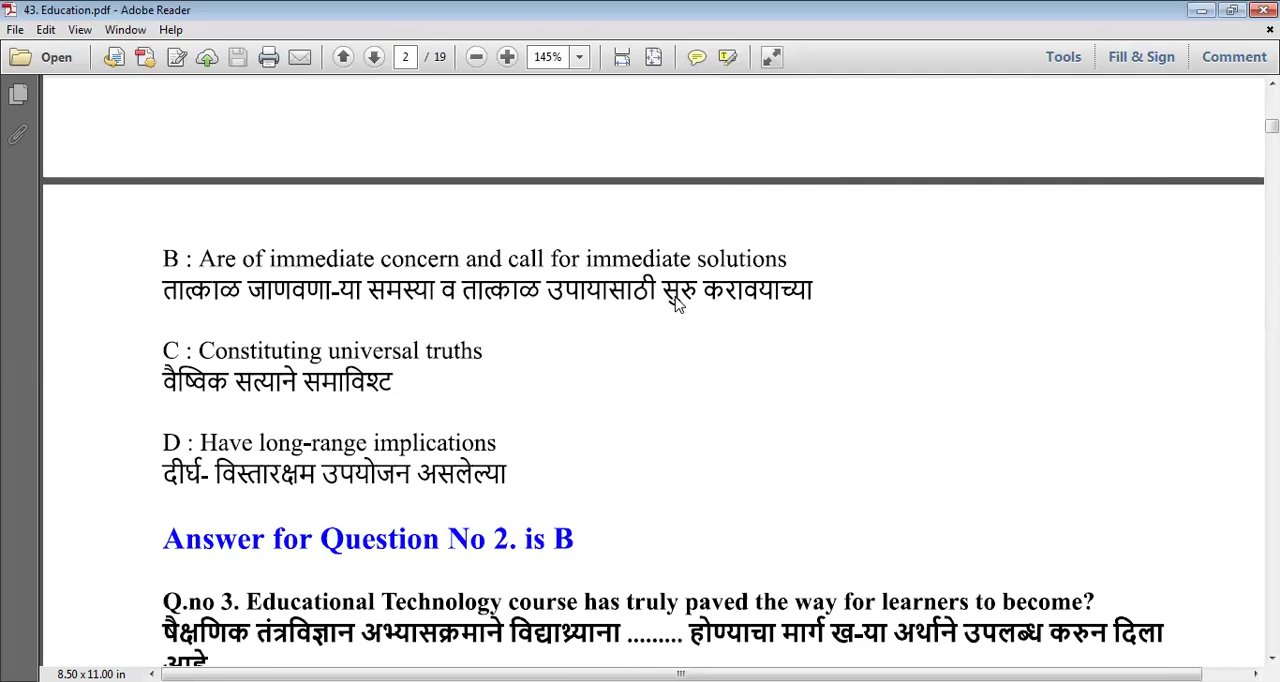 43. Education.pdf - Adobe Reader
File Edit View Window Help
Open 2 / 19 145% Tools Fill & Sign Comment
B : Are of immediate concern and call for immediate solutions
तात्काळ जाणवणा-या समस्या व तात्काळ उपायासाठी सुरु करावयाच्या
C : Constituting universal truths
वैष्विक सत्याने समाविश्ट
D : Have long-range implications
दीर्घ- विस्तारक्षम उपयोजन असलेल्या
Answer for Question No 2. is B
Q.no 3. Educational Technology course has truly paved the way for learners to become?
षैक्षणिक तंत्रविज्ञान अभ्यासक्रमाने विद्याथ्र्याना ......... होण्याचा मार्ग ख-या अर्थाने उपलब्ध करुन दिला
आहे
8.50 x 11.00 in